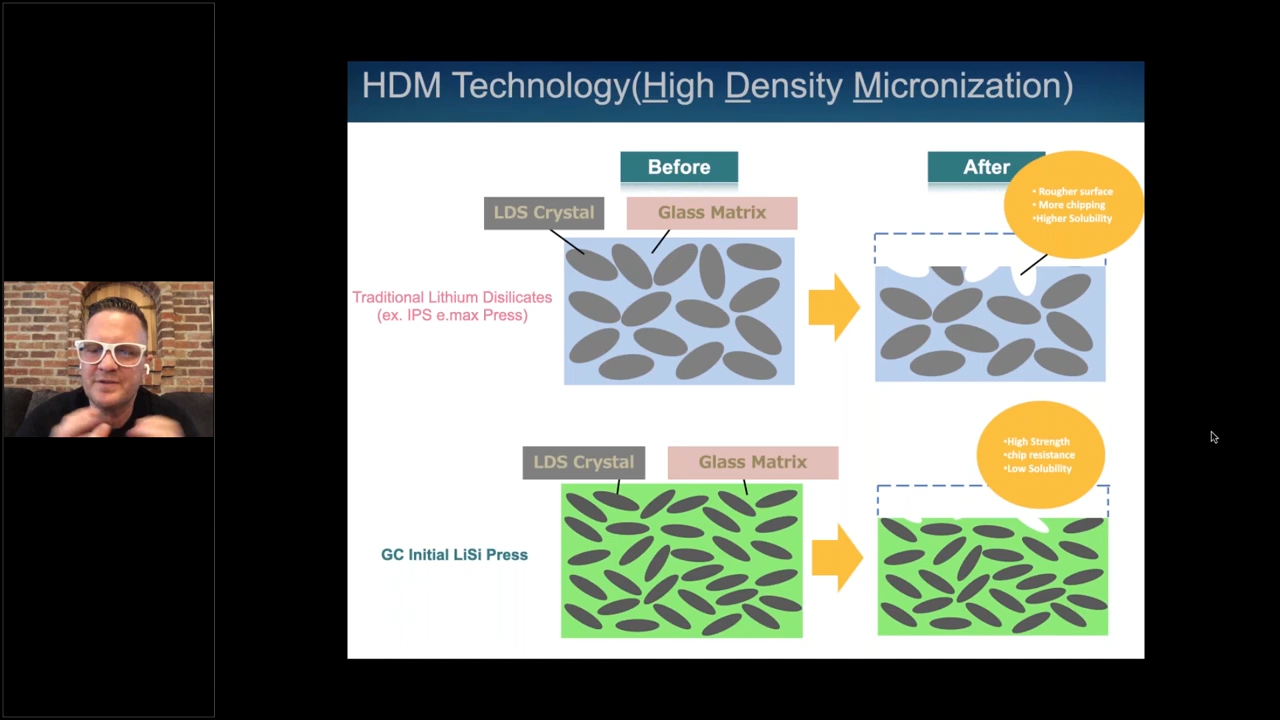 HDM Technology(High Density Micronization)
Before
After
• Rougher surface
• More chipping
•Higher Solubility
LDS Crystal
Glass Matrix
Traditional Lithium Disilicates
(ex. IPS e.max Press)
•High Strength
•chip resistance
•Low Solubility
LDS Crystal
Glass Matrix
GC Initial LiSi Press